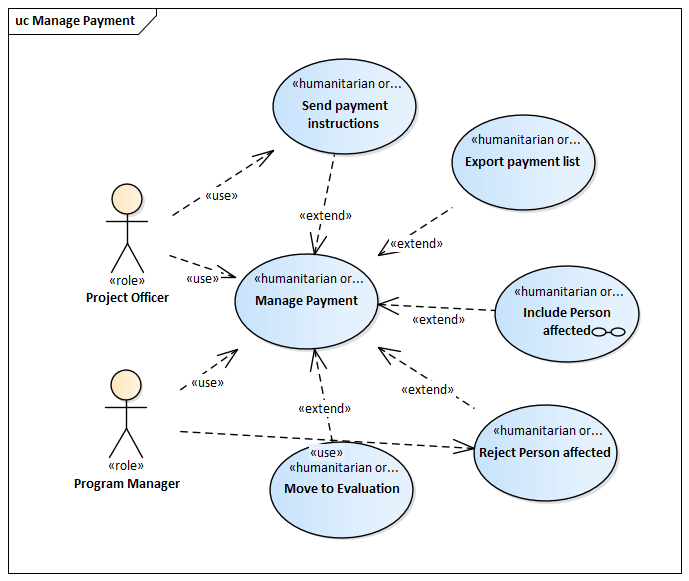 uc Manage Payment
«humanitarian or...
Send payment
instructions
«humanitarian or...
Export payment list
«use»
«extend»
«extend»
«role»
Project Officer
«use»
«humanitarian or...
Manage Payment
«humanitarian or...
Include Person
affected
«extend»
«use»
«extend»
«extend»
«role»
Program Manager
«use»
«humanitarian or...
Move to Evaluation
«humanitarian or...
Reject Person affected